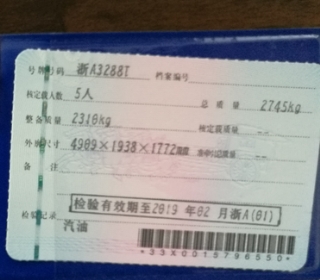 号牌号码 浙A3288T 档案编号
核定载人数 5人 总质量 2745kg
整备质量 2310kg 核定载质量 --
外廓尺寸 4909×1938×1772mm 准牵引总质量 --
备注
检验记录 检验有效期至2019年02月浙A(01)
汽油
*33X0015796550*